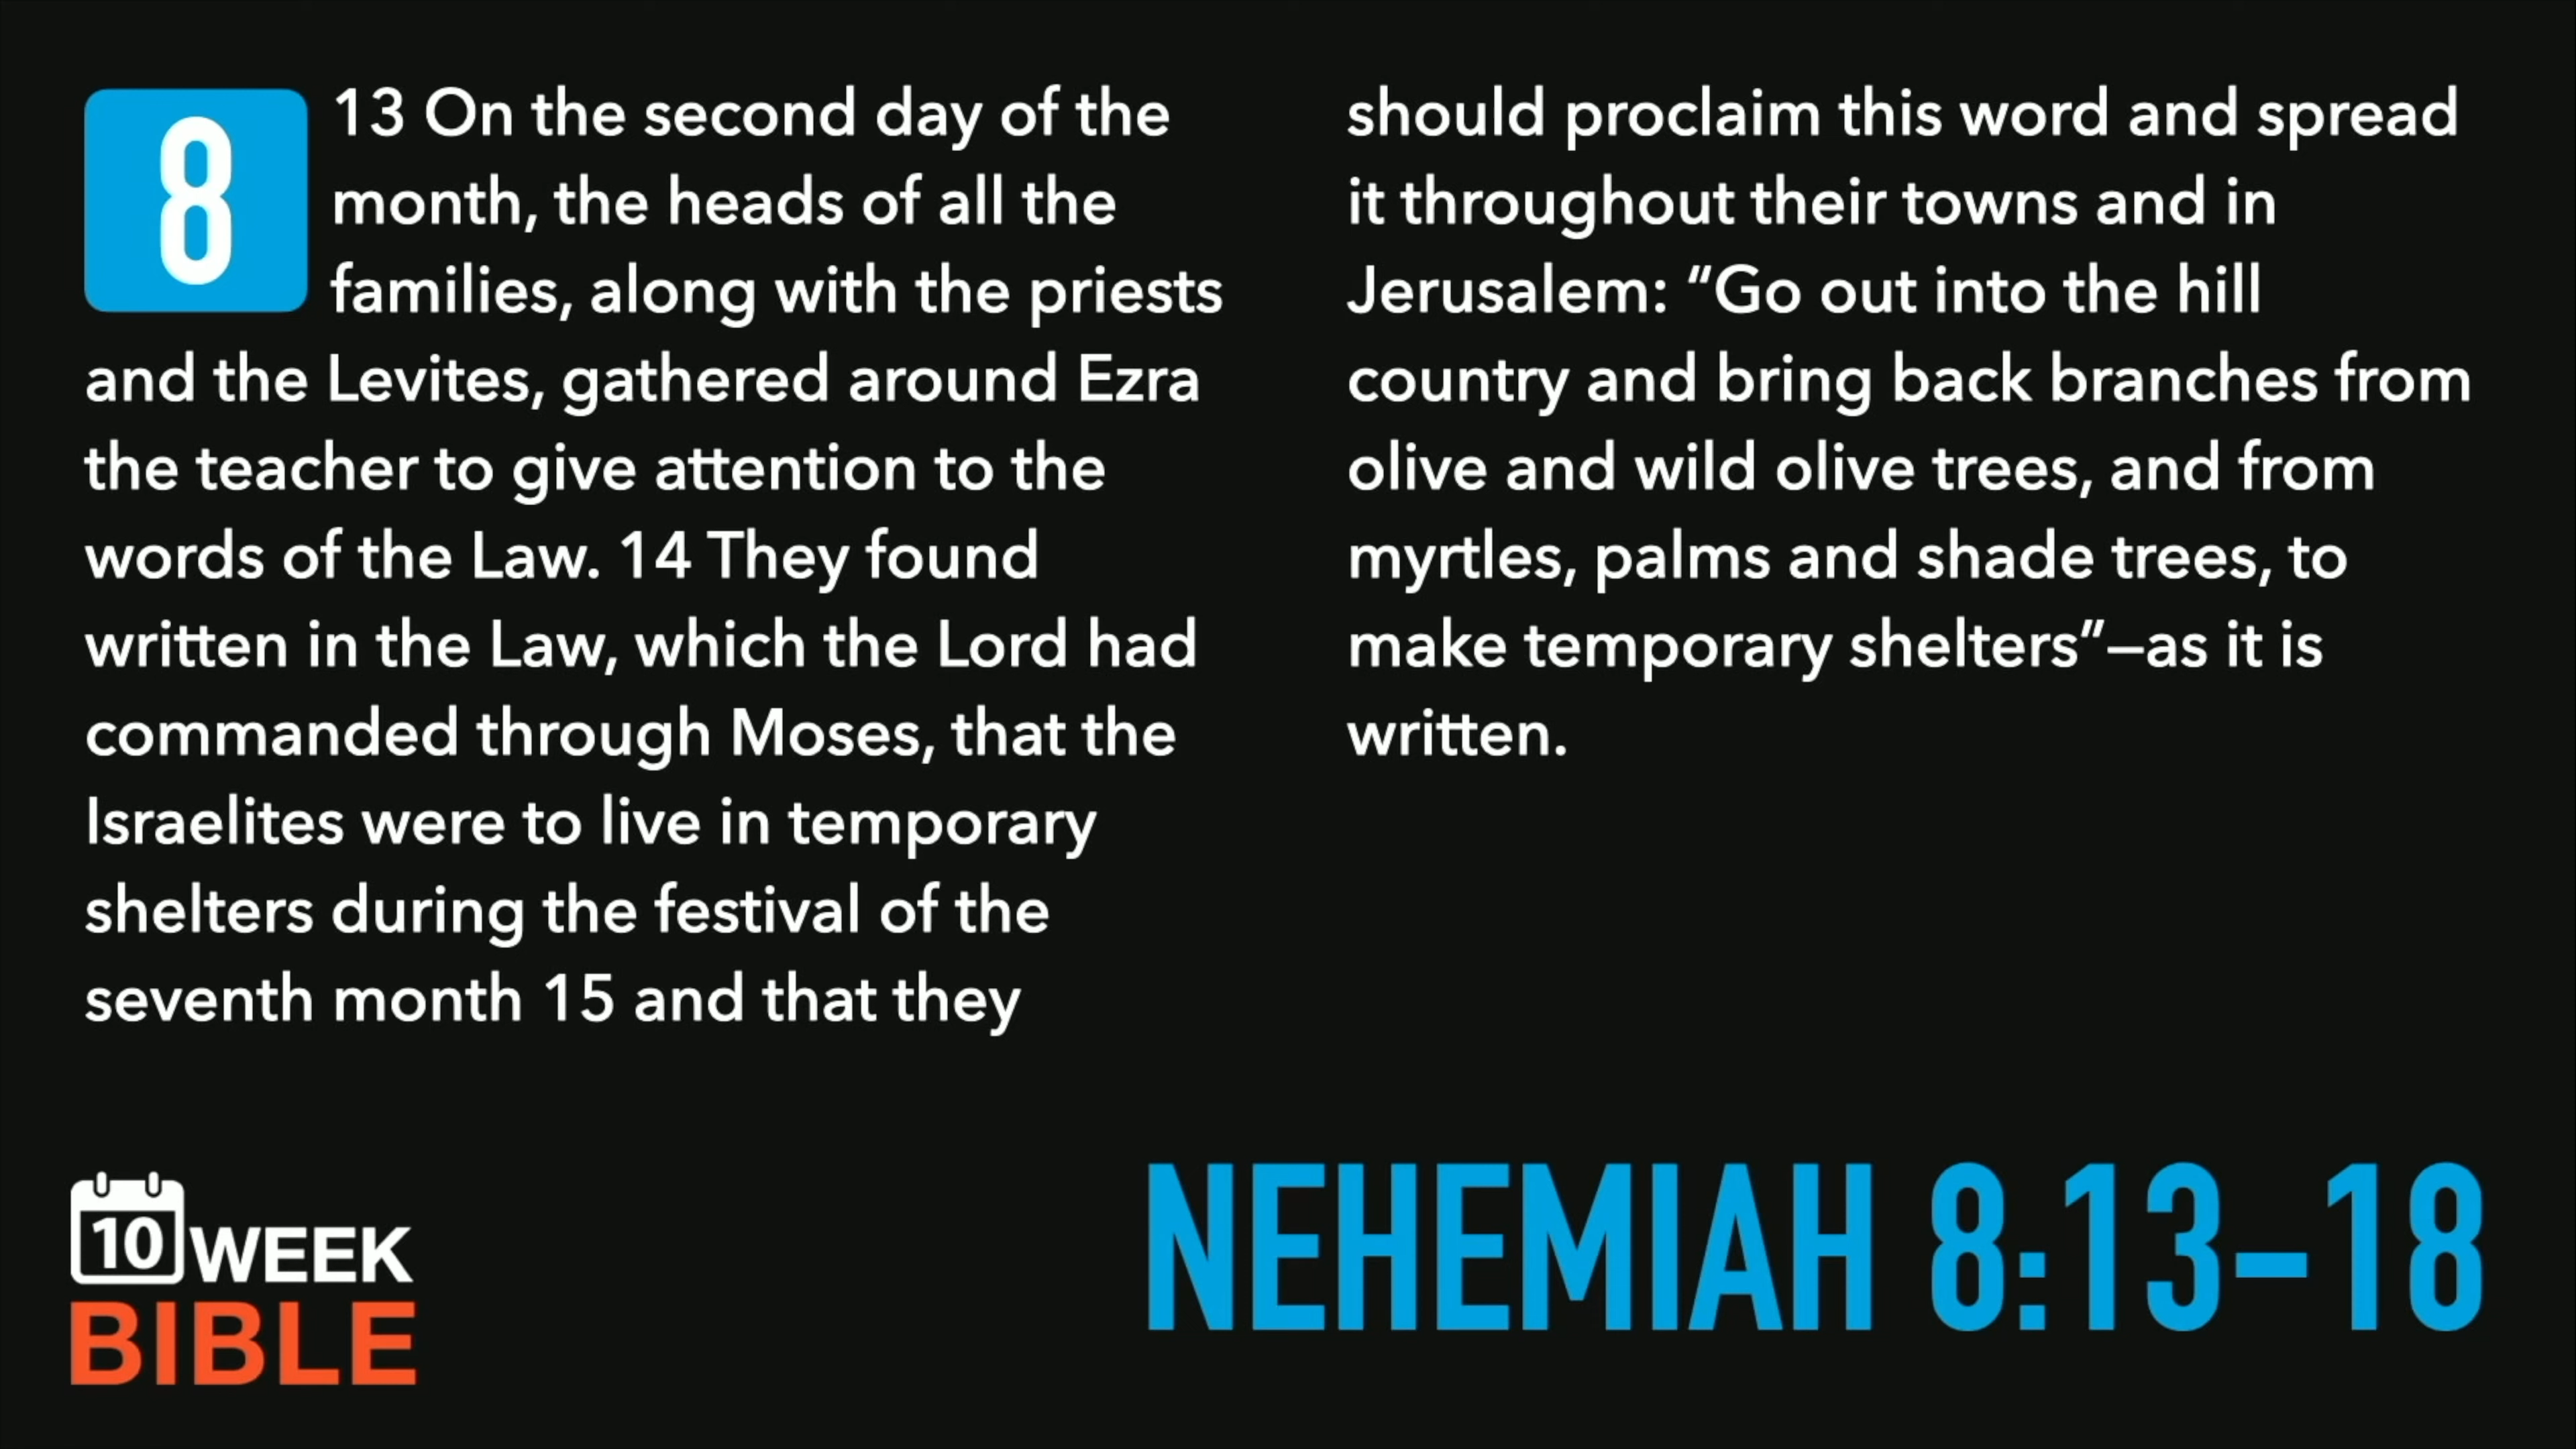 8
13 On the second day of the
month, the heads of all the
families, along with the priests
and the Levites, gathered around Ezra
the teacher to give attention to the
words of the Law. 14 They found
written in the Law, which the Lord had
commanded through Moses, that the
Israelites were to live in temporary
shelters during the festival of the
seventh month 15 and that they
should proclaim this word and spread
it throughout their towns and in
Jerusalem: “Go out into the hill
country and bring back branches from
olive and wild olive trees, and from
myrtles, palms and shade trees, to
make temporary shelters”—as it is
written.
10 WEEK
BIBLE
NEHEMIAH 8:13-18